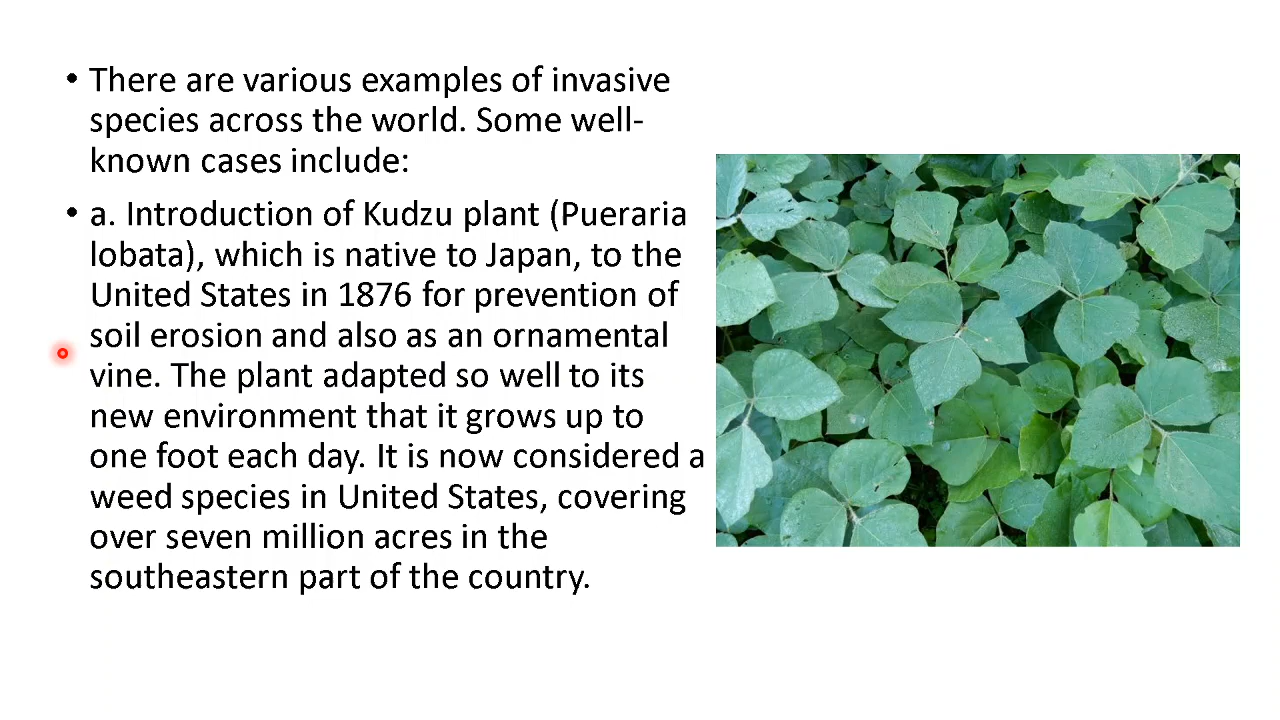 • There are various examples of invasive
species across the world. Some well-
known cases include:
• a. Introduction of Kudzu plant (Pueraria
lobata), which is native to Japan, to the
United States in 1876 for prevention of
soil erosion and also as an ornamental
vine. The plant adapted so well to its
new environment that it grows up to
one foot each day. It is now considered a
weed species in United States, covering
over seven million acres in the
southeastern part of the country.